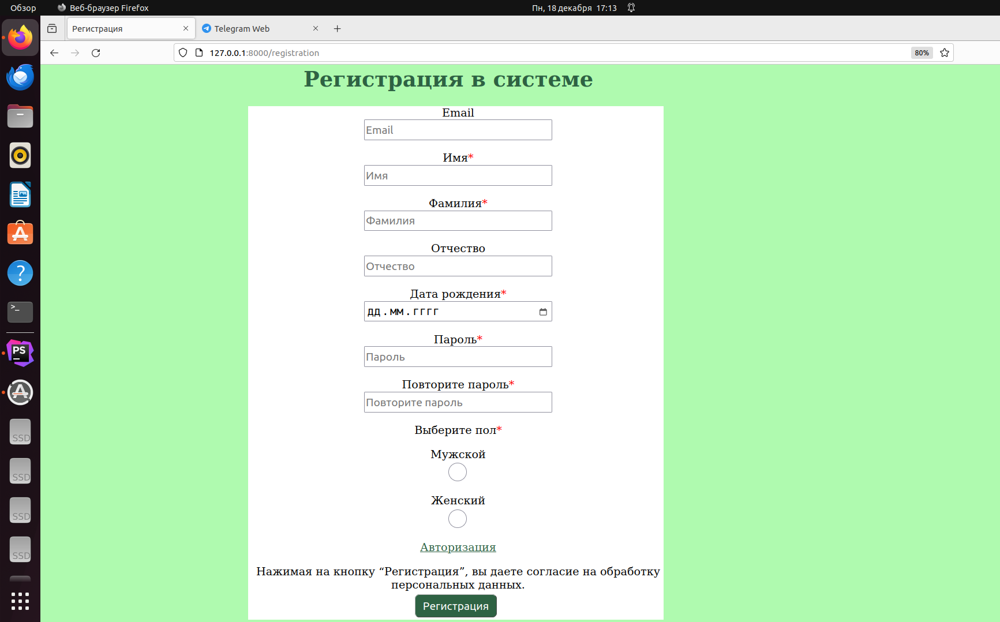 Обзор
Веб-браузер Firefox
Пн, 18 декабря 17:13
Регистрация
Telegram Web
127.0.0.1:8000/registration
80%
Регистрация в системе
Email
Email
Имя*
Имя
Фамилия*
Фамилия
Отчество
Отчество
Дата рождения*
дд.мм.гггг
Пароль*
Пароль
Повторите пароль*
Повторите пароль
Выберите пол*
Мужской
Женский
Авторизация
Нажимая на кнопку “Регистрация”, вы даете согласие на обработку
персональных данных.
Регистрация
?
>_
PS
SSD
SSD
SSD
SSD